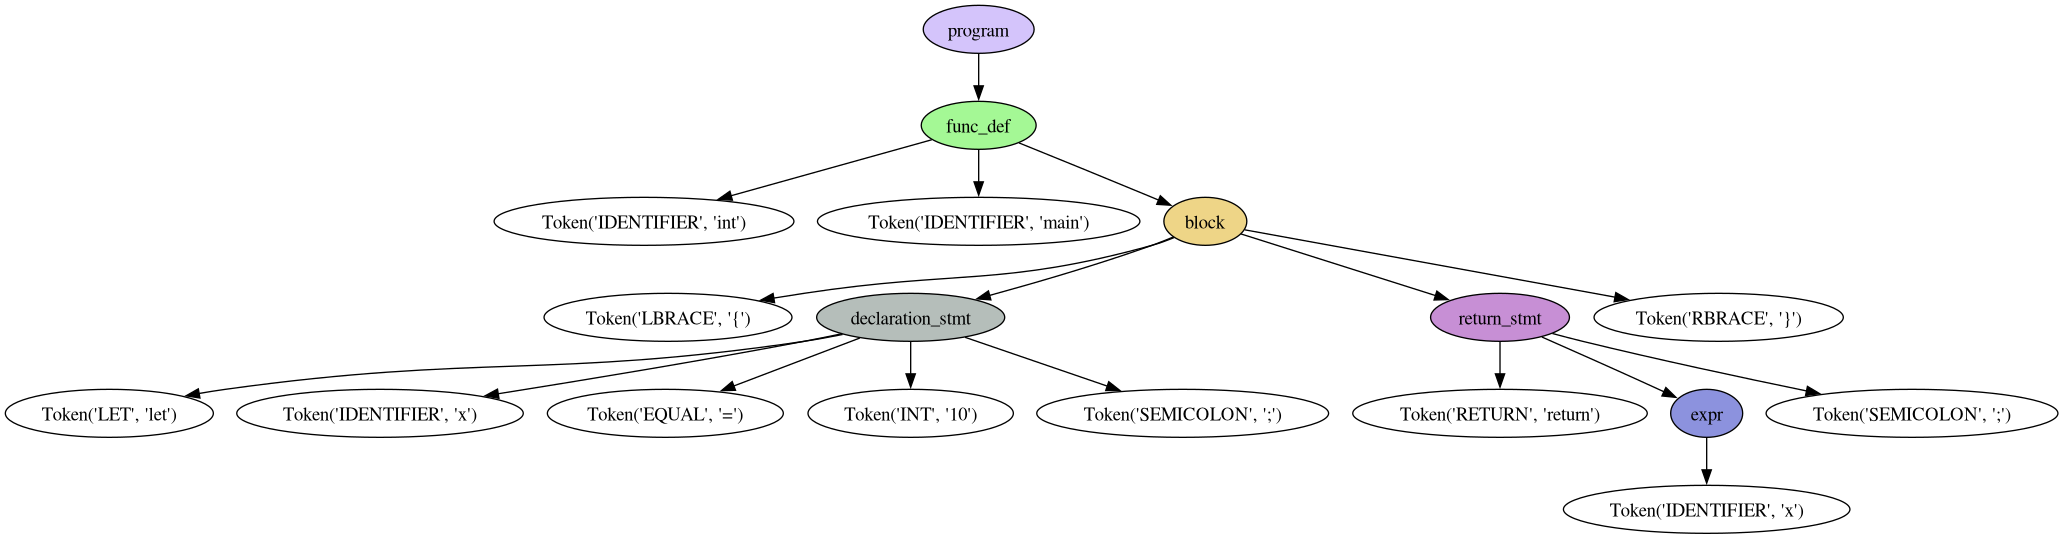 program
func_def
Token('IDENTIFIER', 'int')
Token('IDENTIFIER', 'main')
block
Token('LBRACE', '{')
declaration_stmt
return_stmt
Token('RBRACE', '}')
Token('LET', 'let')
Token('IDENTIFIER', 'x')
Token('EQUAL', '=')
Token('INT', '10')
Token('SEMICOLON', ';')
Token('RETURN', 'return')
expr
Token('SEMICOLON', ';')
Token('IDENTIFIER', 'x')